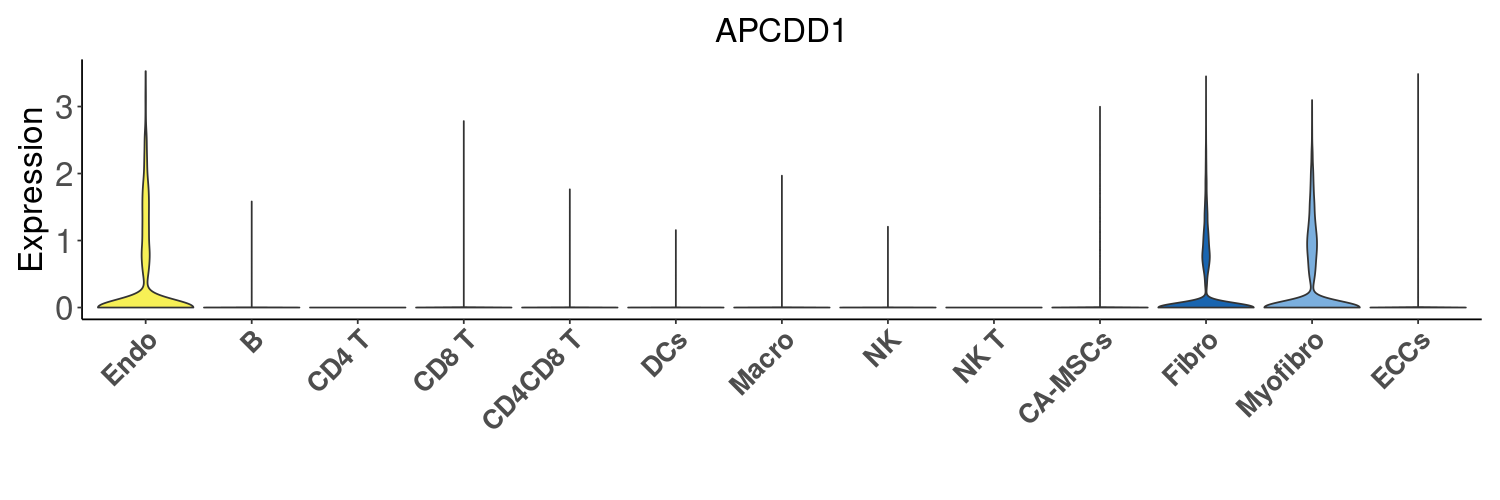 APCDD1
Expression
3
2
1
0
Endo
B
CD4 T
CD8 T
CD4CD8 T
DCs
Macro
NK
NK T
CA-MSCs
Fibro
Myofibro
ECCs